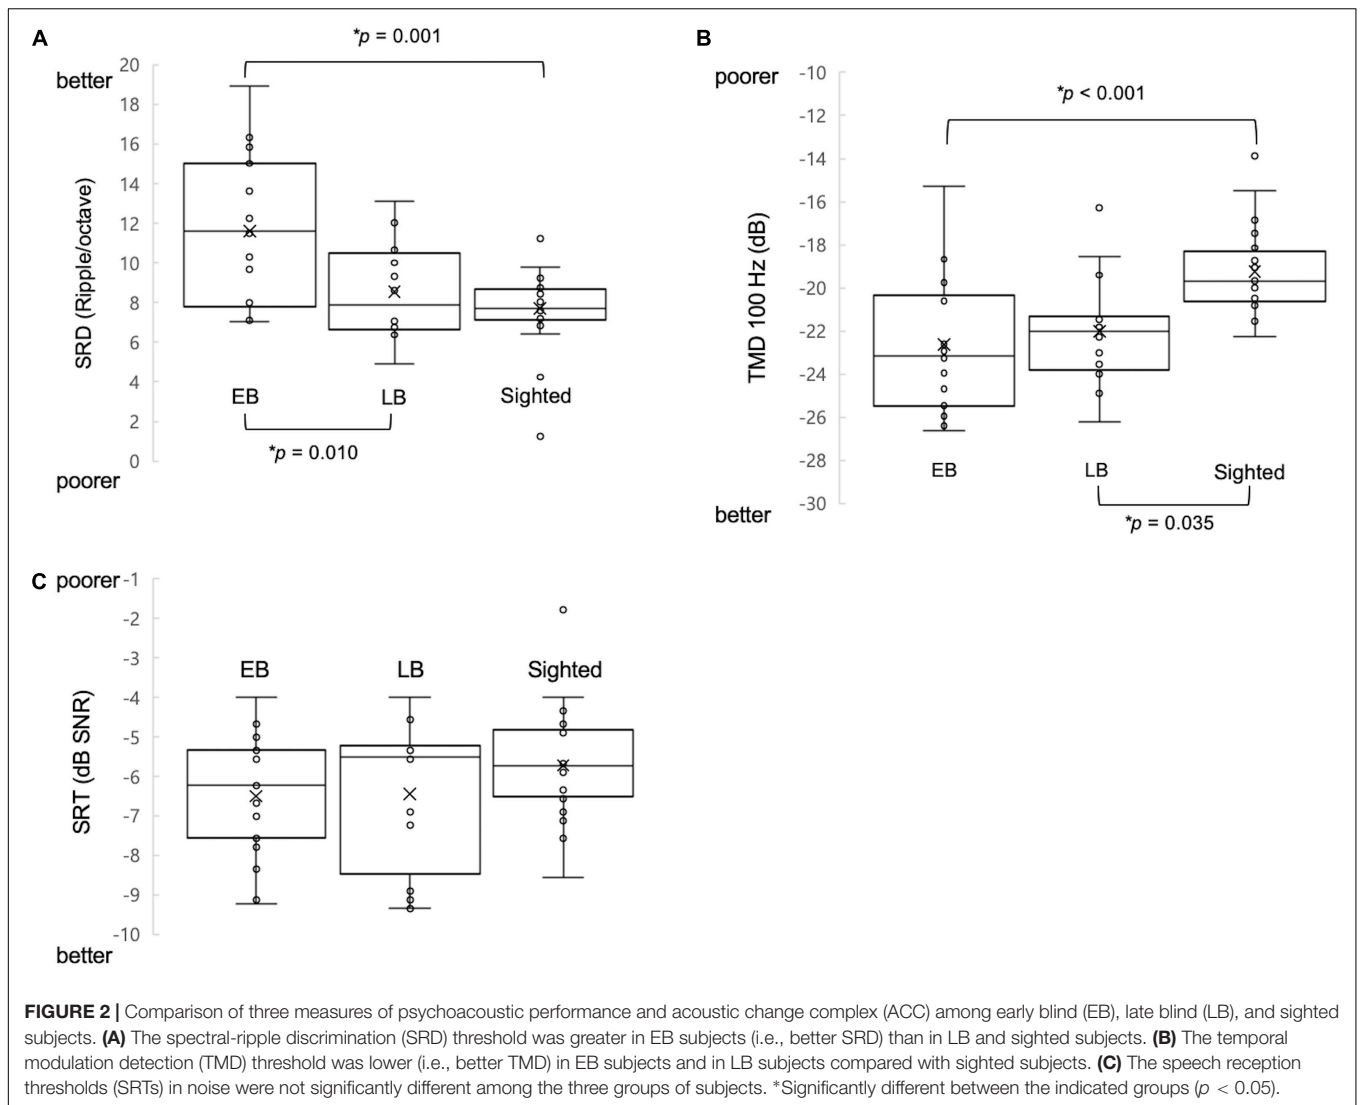 A
*p = 0.001
better
20
18
16
14
12
10
8
6
4
2
0
poorer
SRD (Ripple/octave)
EB
LB
Sighted
*p = 0.010
B
poorer
-10
-12
-14
-16
-18
-20
-22
-24
-26
-28
-30
better
TMD 100 Hz (dB)
*p < 0.001
EB
LB
Sighted
*p = 0.035
C
poorer
-1
-2
-3
-4
-5
-6
-7
-8
-9
-10
better
SRT (dB SNR)
EB
LB
Sighted
FIGURE 2 | Comparison of three measures of psychoacoustic performance and acoustic change complex (ACC) among early blind (EB), late blind (LB), and sighted
subjects. (A) The spectral-ripple discrimination (SRD) threshold was greater in EB subjects (i.e., better SRD) than in LB and sighted subjects. (B) The temporal
modulation detection (TMD) threshold was lower (i.e., better TMD) in EB subjects and in LB subjects compared with sighted subjects. (C) The speech reception
thresholds (SRTs) in noise were not significantly different among the three groups of subjects. *Significantly different between the indicated groups (p < 0.05).